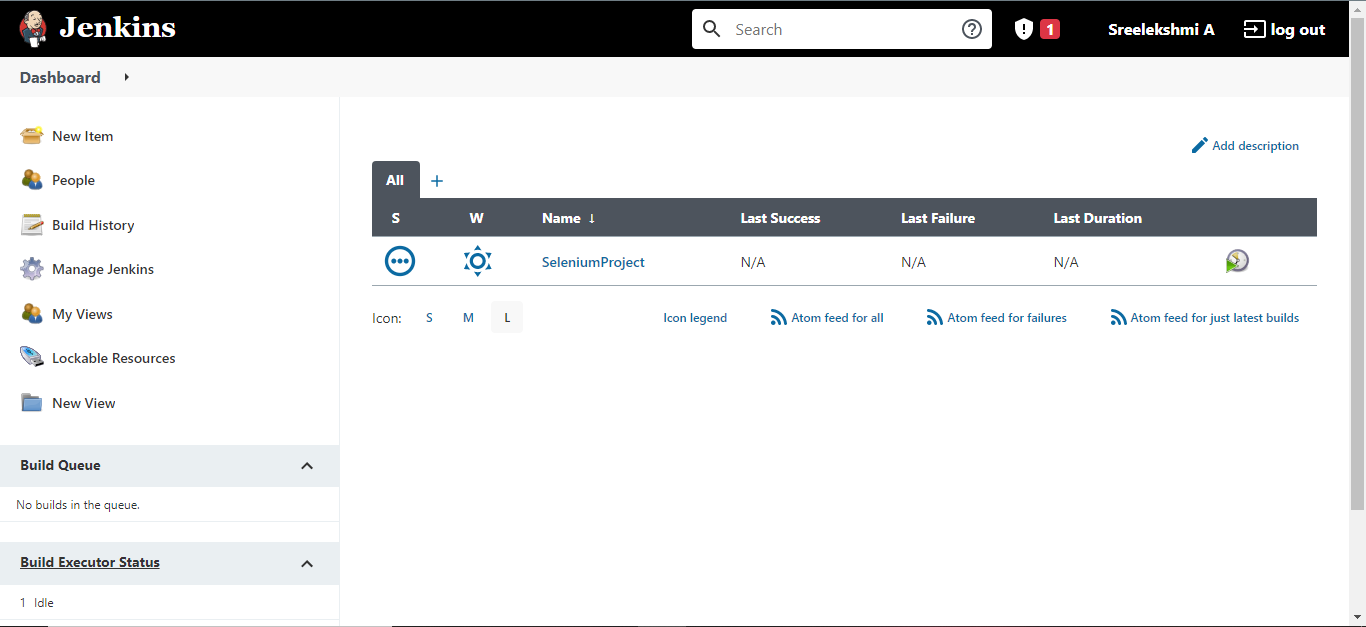 Jenkins
Search
1
Sreelekshmi A
log out
Dashboard
New Item
People
Build History
Manage Jenkins
My Views
Lockable Resources
New View
Build Queue
No builds in the queue.
Build Executor Status
1 Idle
Add description
All +
S W Name ↓ Last Success Last Failure Last Duration
SeleniumProject N/A N/A N/A
Icon: S M L Icon legend Atom feed for all Atom feed for failures Atom feed for just latest builds